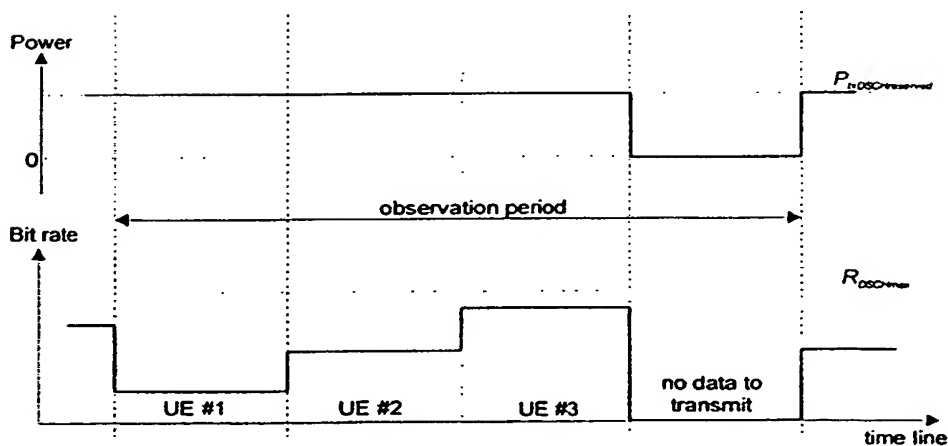 Power
P
0
observation period
Bit rate
R
UE #1
UE #2
UE #3
no data to
transmit
time line